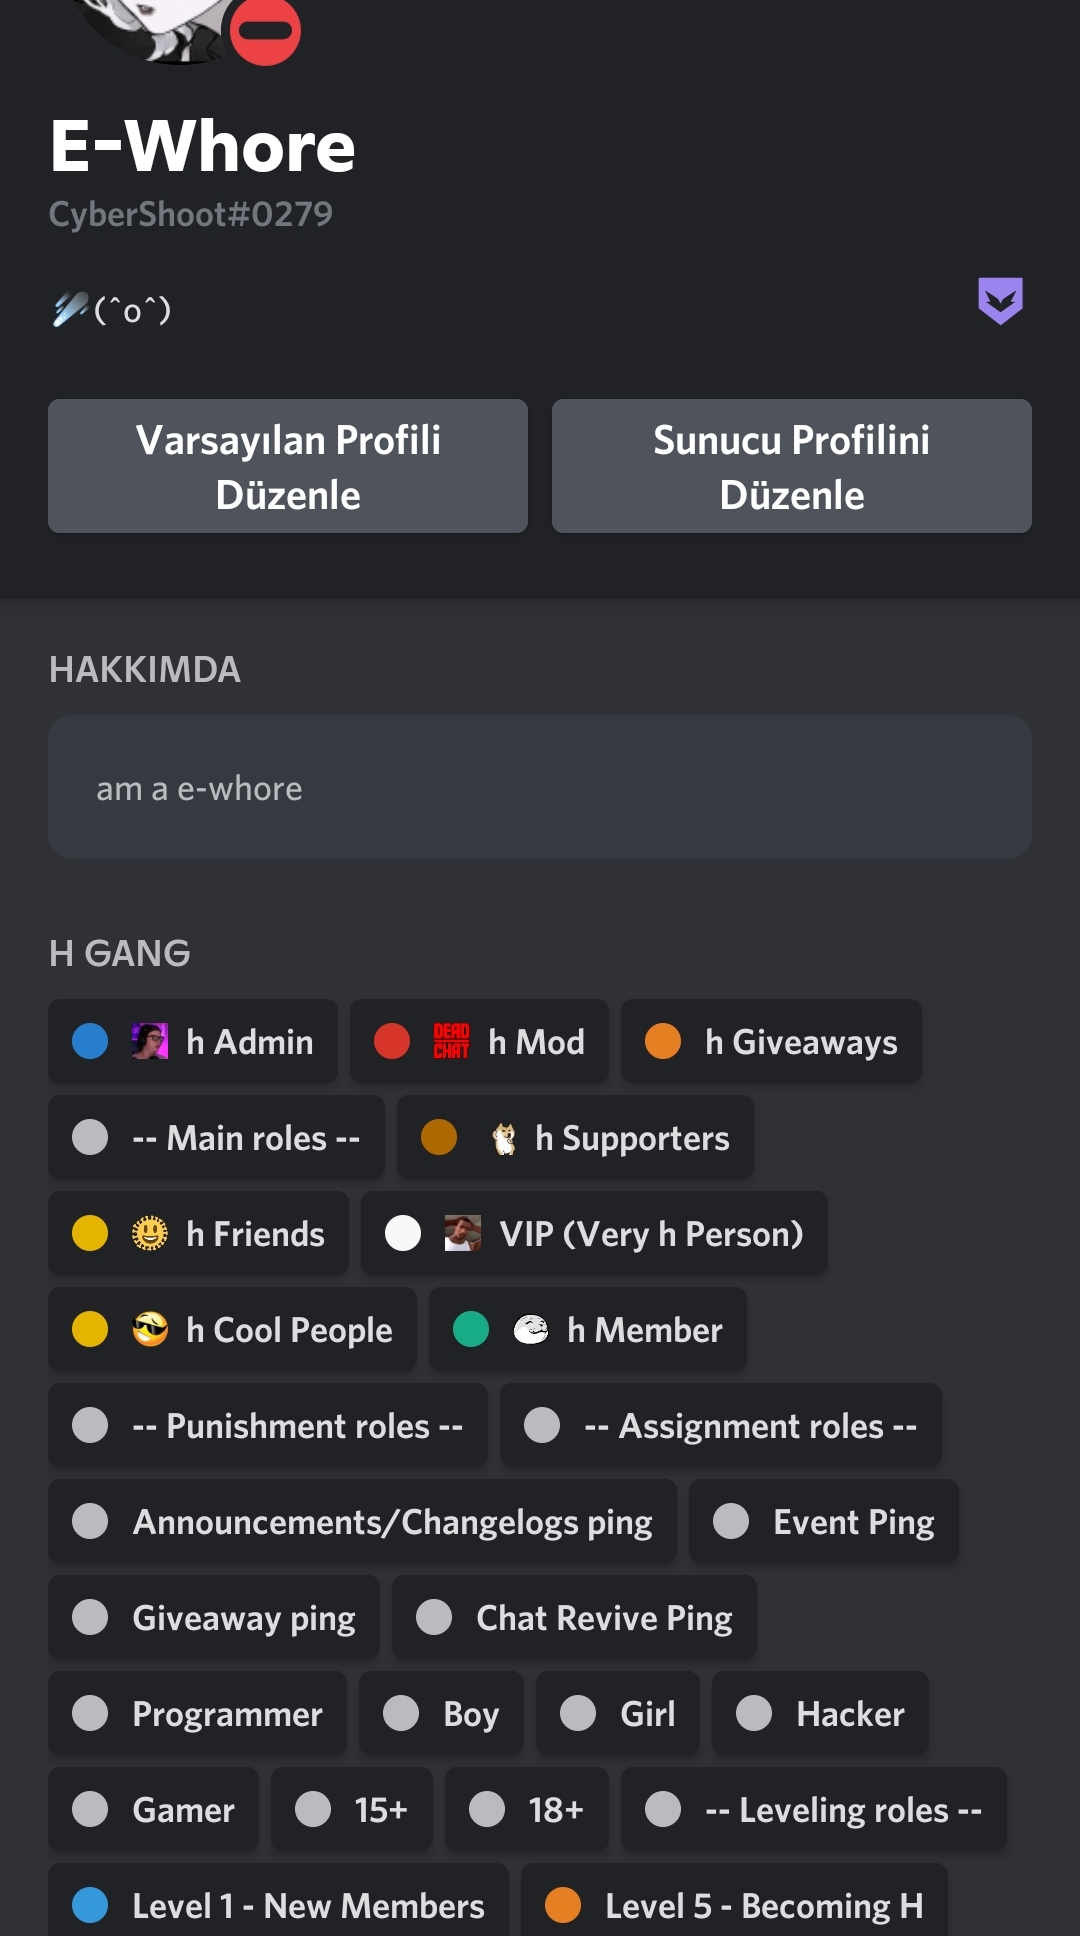 E-Whore
CyberShoot#0279
☄️(^o^)
Varsayılan Profili
Düzenle
Sunucu Profilini
Düzenle
HAKKIMDA
am a e-whore
H GANG
h Admin
DEAD
CHAT
h Mod
h Giveaways
-- Main roles --
h Supporters
h Friends
VIP (Very h Person)
h Cool People
h Member
-- Punishment roles --
-- Assignment roles --
Announcements/Changelogs ping
Event Ping
Giveaway ping
Chat Revive Ping
Programmer
Boy
Girl
Hacker
Gamer
15+
18+
-- Leveling roles --
Level 1 - New Members
Level 5 - Becoming H